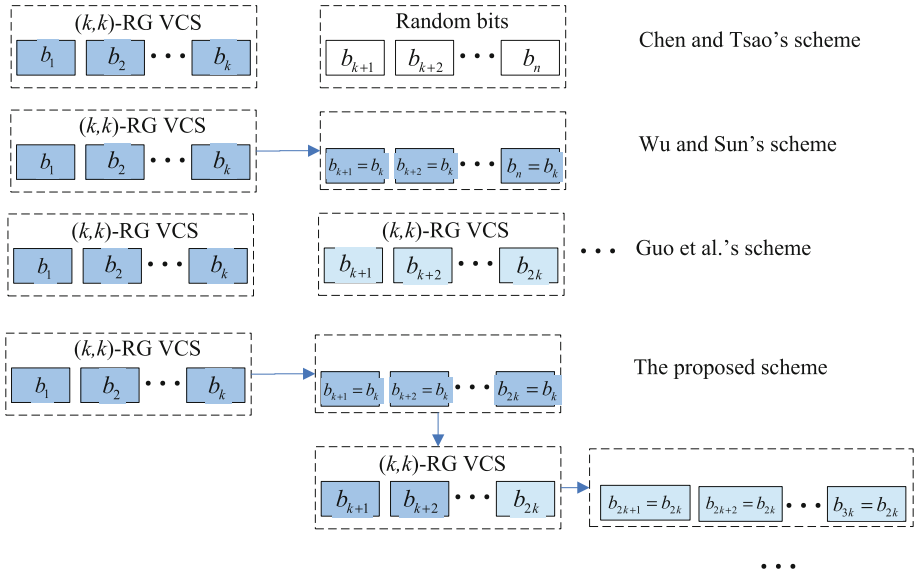 (k,k)-RG VCS Random bits
b₁ b₂ ••• bₖ bₖ₊₁ bₖ₊₂ ••• bₙ Chen and Tsao's scheme
(k,k)-RG VCS
b₁ b₂ ••• bₖ bₖ₊₁ = bₖ bₖ₊₂ = bₖ ••• bₙ = bₖ Wu and Sun's scheme
(k,k)-RG VCS (k,k)-RG VCS
b₁ b₂ ••• bₖ bₖ₊₁ bₖ₊₂ ••• b₂ₖ ••• Guo et al.'s scheme
(k,k)-RG VCS
b₁ b₂ ••• bₖ bₖ₊₁ = bₖ bₖ₊₂ = bₖ ••• b₂ₖ = bₖ The proposed scheme
(k,k)-RG VCS
bₖ₊₁ bₖ₊₂ ••• b₂ₖ b₂ₖ₊₁ = b₂ₖ b₂ₖ₊₂ = b₂ₖ ••• b₃ₖ = b₂ₖ
•••